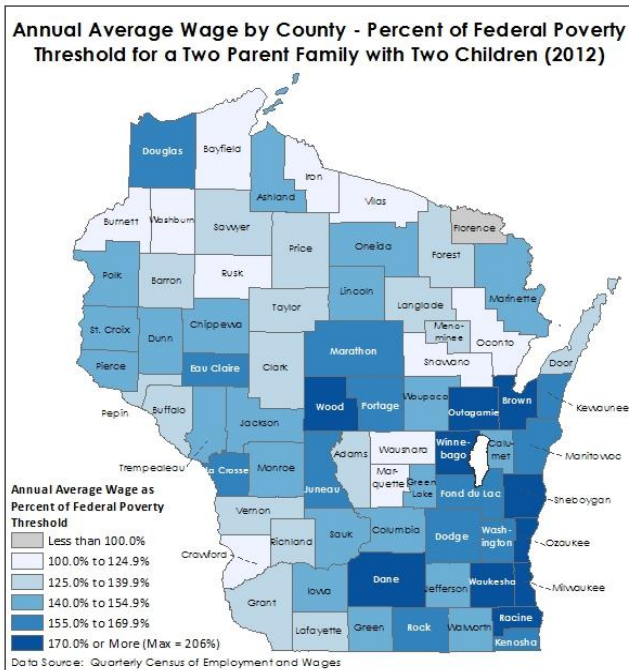 Annual Average Wage by County - Percent of Federal Poverty
Threshold for a Two Parent Family with Two Children (2012)
Douglas
Bayfield
Ashland
Iron
Vilas
Florence
Burnett
Washburn
Sawyer
Price
Oneida
Forest
Marinette
Polk
Barron
Rusk
Lincoln
Langlade
Taylor
Oconto
St. Croix
Dunn
Chippewa
Meno-
minee
Marathon
Shawano
Door
Pierce
Eau Claire
Clark
Pepin
Buffalo
Wood
Portage
Waupaca
Outagamie
Brown
Kewaunee
Trempealeau
Jackson
Adams
Waushara
Winne-
bago
Calu-
met
Manitowoc
La Crosse
Monroe
Juneau
Mar-
quette
Green
Lake
Fond du Lac
Sheboygan
Vernon
Richland
Sauk
Columbia
Dodge
Wash-
ington
Ozaukee
Crawford
Grant
Iowa
Dane
Jefferson
Waukesha
Milwaukee
Lafayette
Green
Rock
Walworth
Racine
Kenosha
Annual Average Wage as
Percent of Federal Poverty
Threshold
Less than 100.0%
100.0% to 124.9%
125.0% to 139.9%
140.0% to 154.9%
155.0% to 169.9%
170.0% or More (Max = 206%)
Data Source: Quarterly Census of Employment and Wages